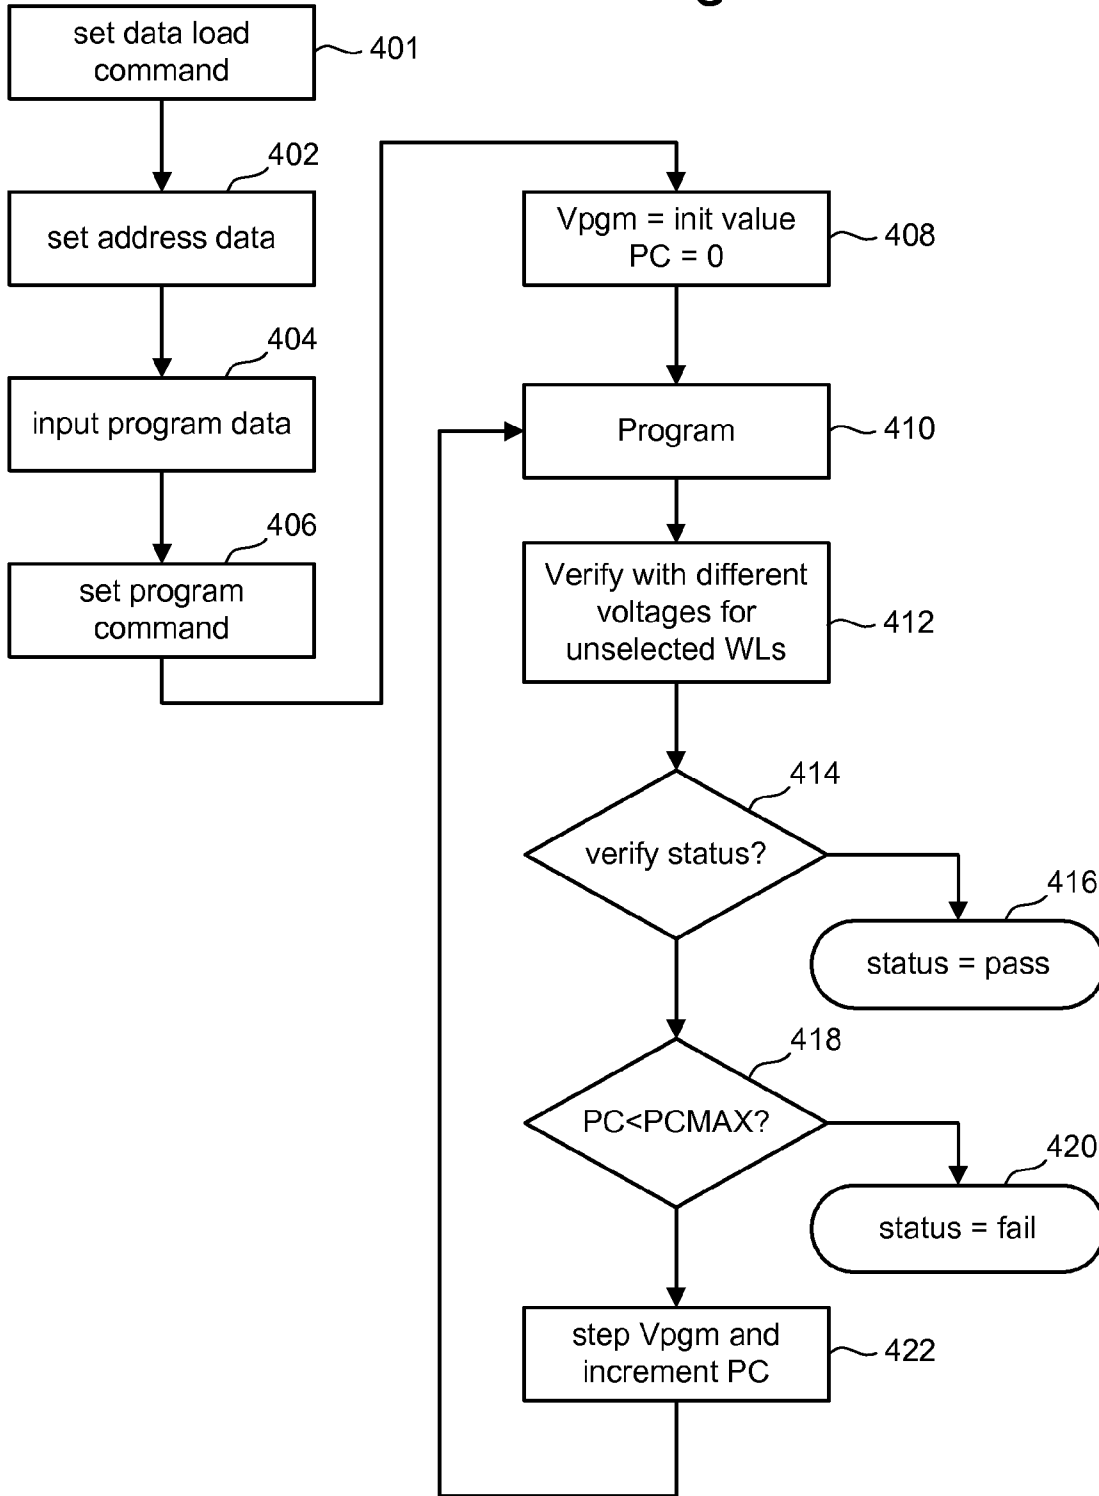 set data load
command
401
402
set address data
404
input program data
406
set program
command
Vpgm = init value
PC = 0
408
Program
410
Verify with different
voltages for
unselected WLs
412
414
verify status?
416
status = pass
418
PC<PCMAX?
420
status = fail
step Vpgm and
increment PC
422